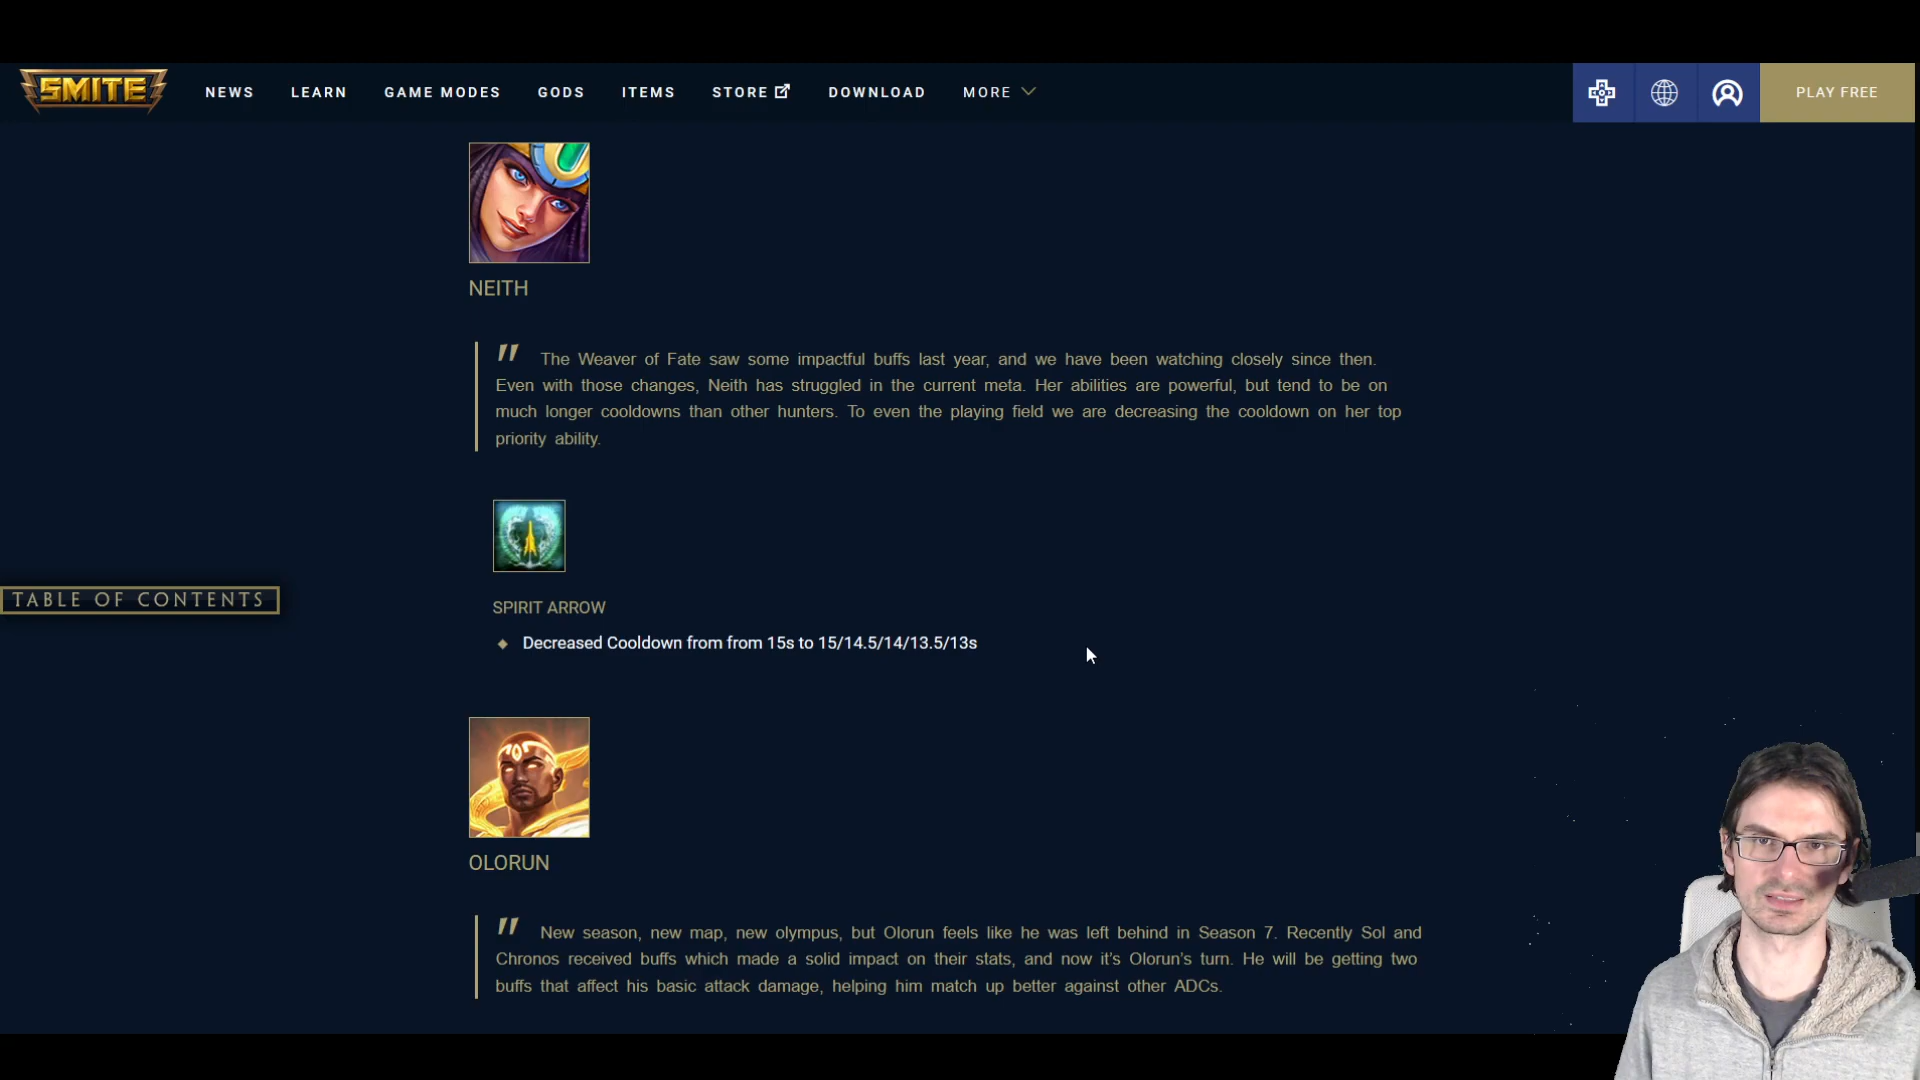 SMITE
NEWS LEARN GAME MODES GODS ITEMS STORE DOWNLOAD MORE PLAY FREE
NEITH
" The Weaver of Fate saw some impactful buffs last year, and we have been watching closely since then.
Even with those changes, Neith has struggled in the current meta. Her abilities are powerful, but tend to be on
much longer cooldowns than other hunters. To even the playing field we are decreasing the cooldown on her top
priority ability.
TABLE OF CONTENTS
SPIRIT ARROW
Decreased Cooldown from from 15s to 15/14.5/14/13.5/13s
OLORUN
" New season, new map, new olympus, but Olorun feels like he was left behind in Season 7. Recently Sol and
Chronos received buffs which made a solid impact on their stats, and now it's Olorun's turn. He will be getting two
buffs that affect his basic attack damage, helping him match up better against other ADCs.